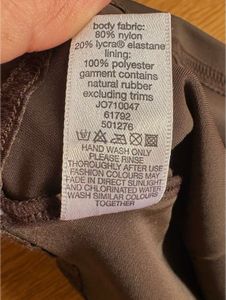 body fabric:
80% nylon
20% lycra® elastane
lining:
100% polyester
garment contains
natural rubber
excluding trims
JO710047
61792
501276
HAND WASH ONLY
PLEASE RINSE
THOROUGHLY AFTER USE
FASHION COLOURS MAY
FADE IN DIRECT SUNLIGHT
AND CHLORINATED WATER
WASH SIMILAR COLOURS
TOGETHER